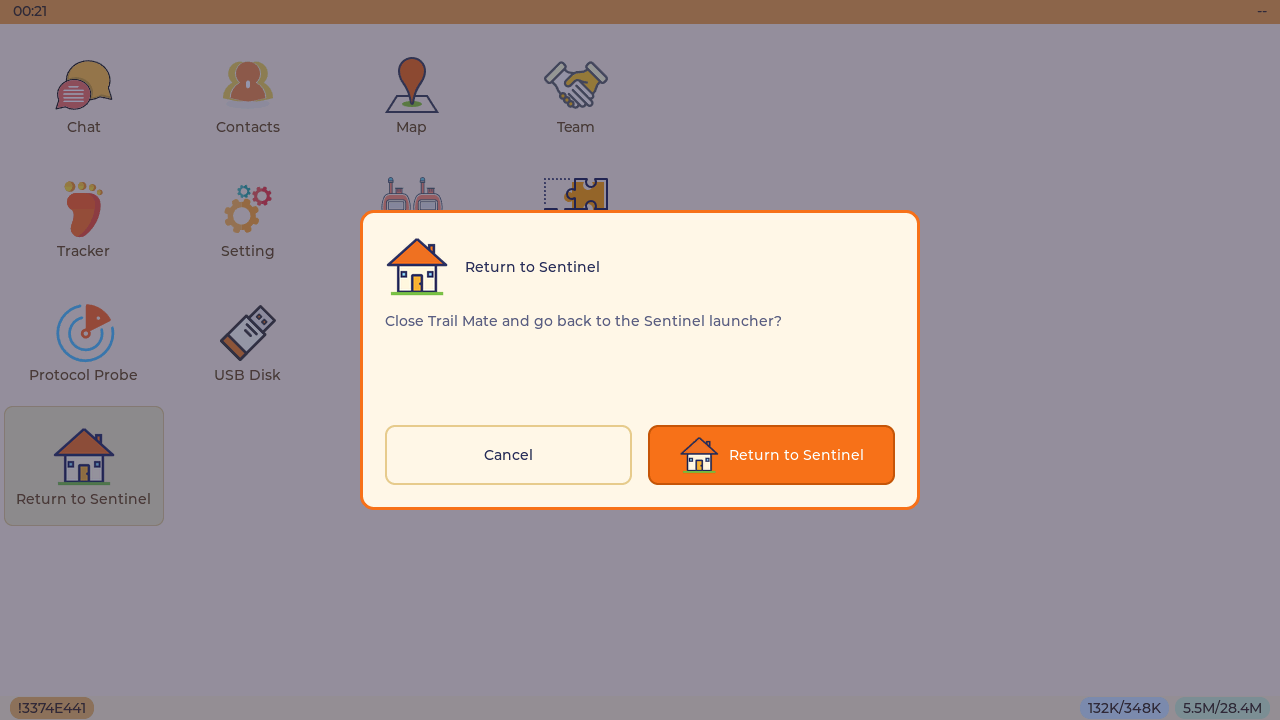 00:21
--
Chat
Contacts
Map
Team
Tracker
Setting
Protocol Probe
USB Disk
Return to Sentinel
Return to Sentinel
Close Trail Mate and go back to the Sentinel launcher?
Cancel
Return to Sentinel
!3374E441
132K/348K
5.5M/28.4M